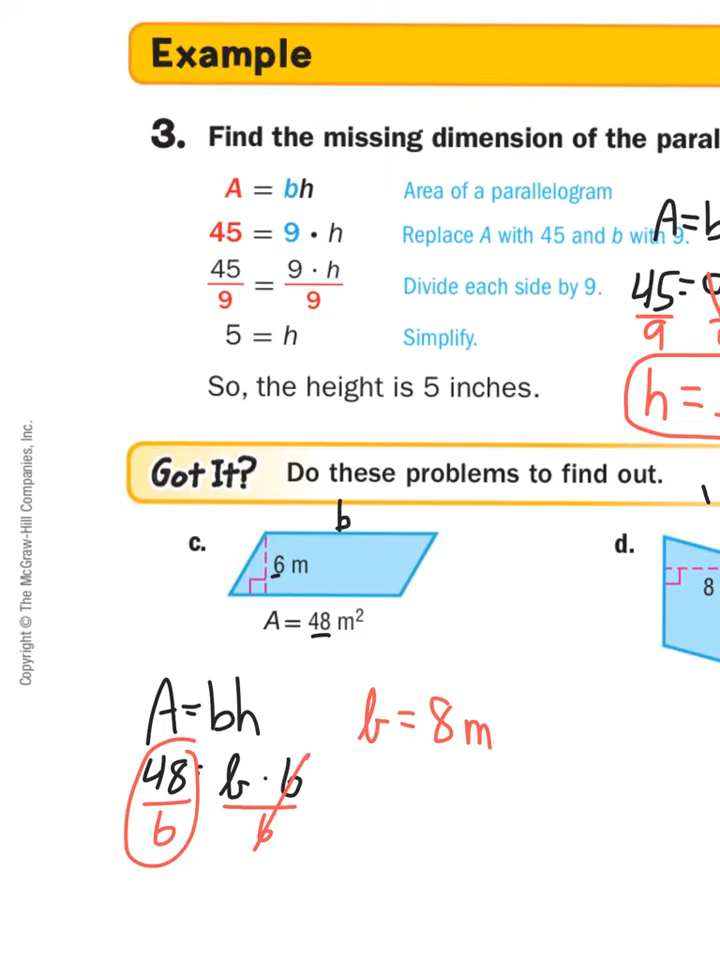 Example
3. Find the missing dimension of the paral
A = bh Area of a parallelogram
45 = 9 · h Replace A with 45 and b with 9.
45/9 = 9 · h/9 Divide each side by 9.
5 = h Simplify.
So, the height is 5 inches.
A=b
45=
9
h=
Got It? Do these problems to find out.
b
c.
6 m
A = 48 m²
d.
8
A=bh
48/6 = b · 6/6
b = 8m
Copyright © The McGraw-Hill Companies, Inc.